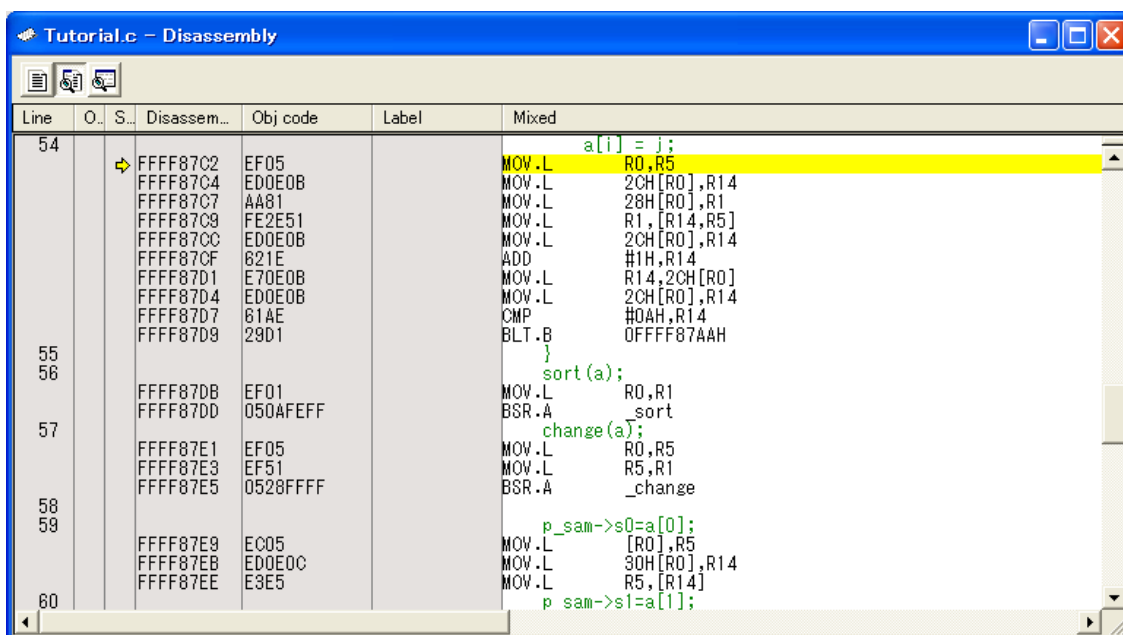 Tutorial.c - Disassembly
Line O.. S.. Disassem... Obj code Label Mixed
54 a[i] = j;
FFFF87C2 EF05 MOV.L R0,R5
FFFF87C4 ED0E0B MOV.L 2CH[R0],R14
FFFF87C7 AA81 MOV.L 28H[R0],R1
FFFF87C9 FE2E51 MOV.L R1,[R14,R5]
FFFF87CC ED0E0B MOV.L 2CH[R0],R14
FFFF87CF 621E ADD #1H,R14
FFFF87D1 E70E0B MOV.L R14,2CH[R0]
FFFF87D4 ED0E0B MOV.L 2CH[R0],R14
FFFF87D7 61AE CMP #0AH,R14
FFFF87D9 29D1 BLT.B 0FFFF87AAH
55 }
56 sort(a);
FFFF87DB EF01 MOV.L R0,R1
FFFF87DD 050AFEFF BSR.A _sort
57 change(a);
FFFF87E1 EF05 MOV.L R0,R5
FFFF87E3 EF51 MOV.L R5,R1
FFFF87E5 0528FFFF BSR.A _change
58
59 p_sam->s0=a[0];
FFFF87E9 EC05 MOV.L [R0],R5
FFFF87EB ED0E0C MOV.L 30H[R0],R14
FFFF87EE E3E5 MOV.L R5,[R14]
60 p_sam->s1=a[1];